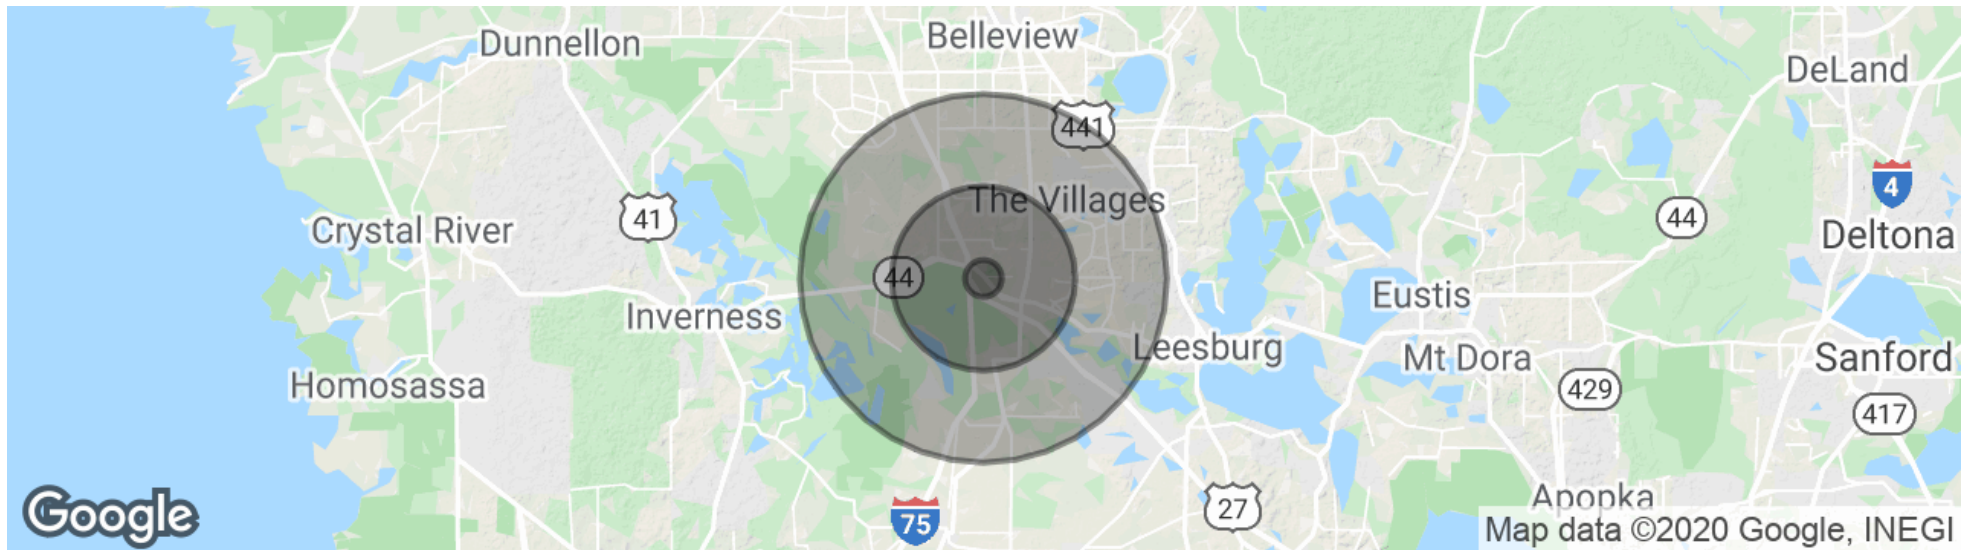 Dunnellon
Belleview
DeLand
441
4
The Villages
41
44
Crystal River
Deltona
44
Eustis
Inverness
Leesburg
Mt Dora
Sanford
Homosassa
429
417
Apopka
27
75
Google
Map data ©2020 Google, INEGI